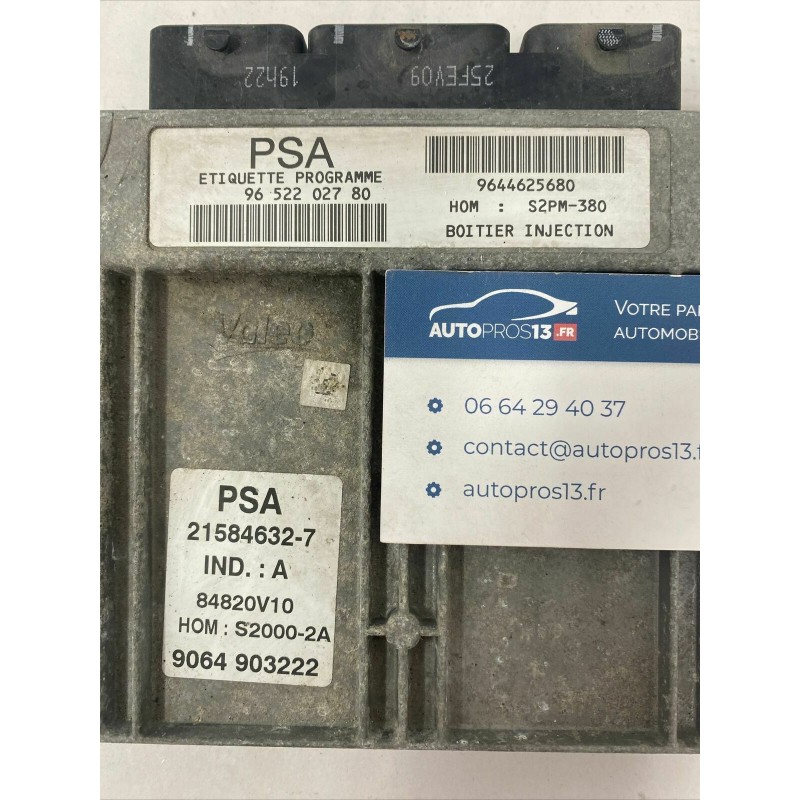 19h22
25FEV09
PSA
ETIQUETTE PROGRAMME
96 522 027 80
9644625680
HOM : S2PM-380
BOITIER INJECTION
Valeo
AUTOPROS13.FR
VOTRE PAR
AUTOMOB
06 64 29 40 37
contact@autopros13.f
autopros13.fr
PSA
21584632-7
IND. : A
84820V10
HOM : S2000-2A
9064 903222